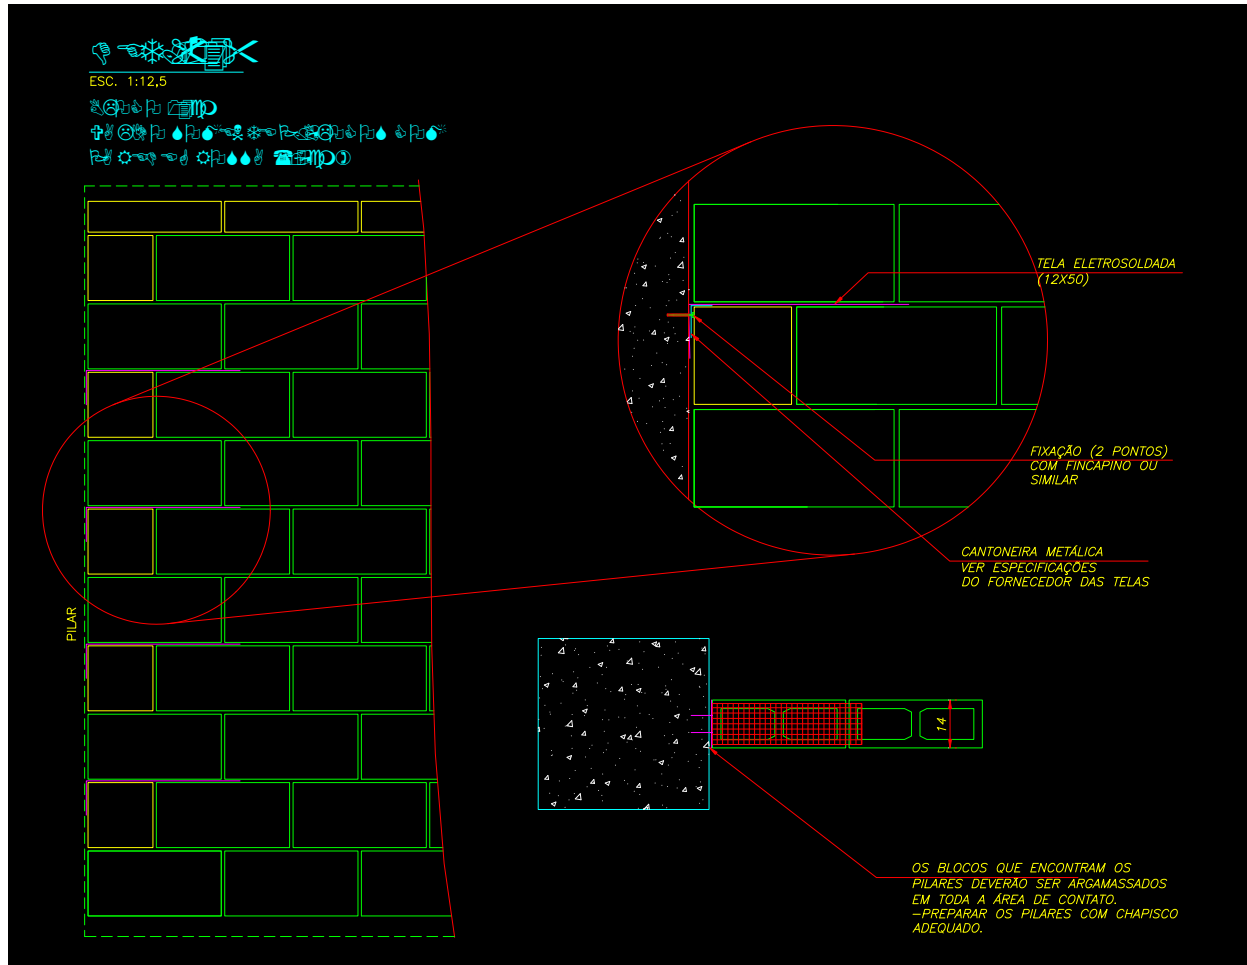 ESC. 1:12,5
TELA ELETROSOLDADA
(12X50)
FIXAÇÃO (2 PONTOS)
COM FINCAPINO OU
SIMILAR
CANTONEIRA METÁLICA
VER ESPECIFICAÇÕES
DO FORNECEDOR DAS TELAS
PILAR
14
OS BLOCOS QUE ENCONTRAM OS
PILARES DEVERÃO SER ARGAMASSADOS
EM TODA A ÁREA DE CONTATO.
-PREPARAR OS PILARES COM CHAPISCO
ADEQUADO.